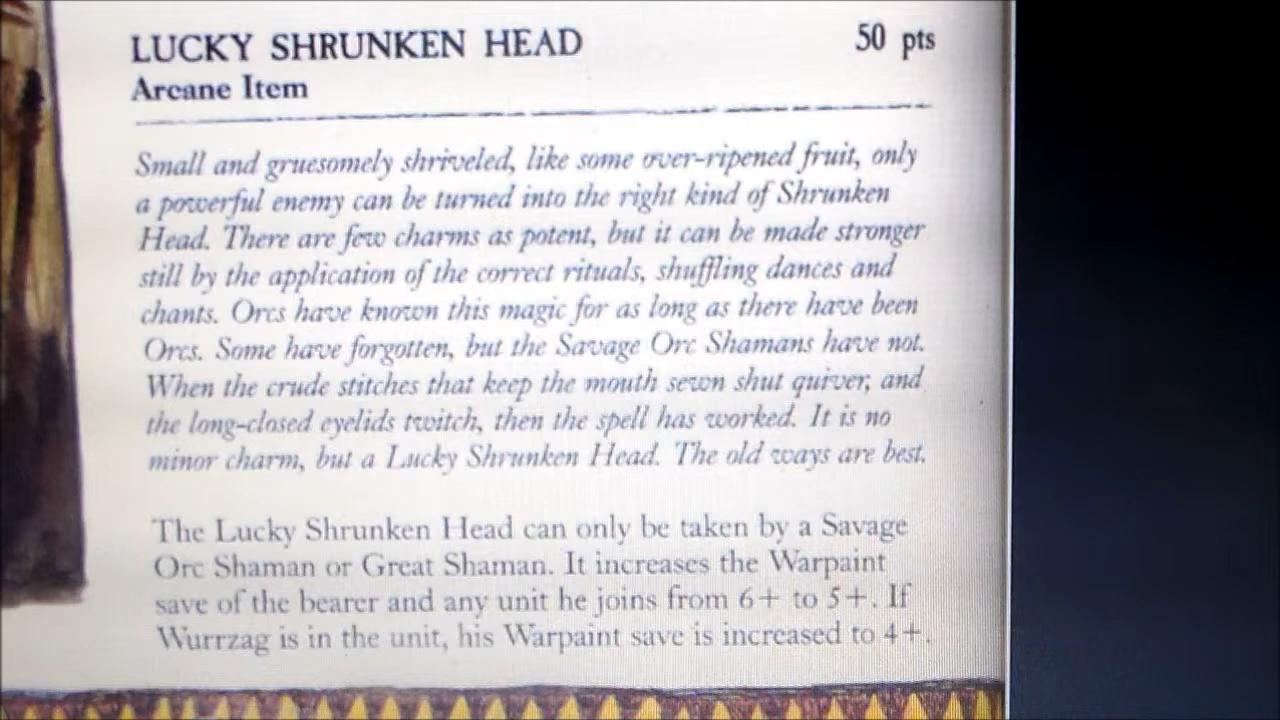 LUCKY SHRUNKEN HEAD 50 pts
Arcane Item
Small and gruesomely shriveled, like some over-ripened fruit, only
a powerful enemy can be turned into the right kind of Shrunken
Head. There are few charms as potent, but it can be made stronger
still by the application of the correct rituals, shuffling dances and
chants. Orcs have known this magic for as long as there have been
Orcs. Some have forgotten, but the Savage Orc Shamans have not.
When the crude stitches that keep the mouth sewn shut quiver, and
the long-closed eyelids twitch, then the spell has worked. It is no
minor charm, but a Lucky Shrunken Head. The old ways are best.
The Lucky Shrunken Head can only be taken by a Savage
Orc Shaman or Great Shaman. It increases the Warpaint
save of the bearer and any unit he joins from 6+ to 5+. If
Wurrzag is in the unit, his Warpaint save is increased to 4+.